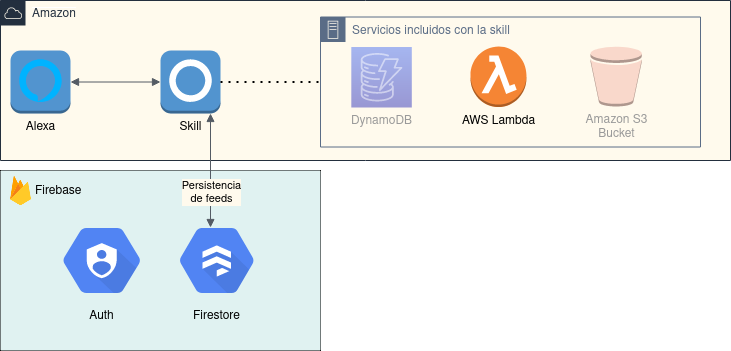 Amazon
Servicios incluidos con la skill
Alexa
Skill
DynamoDB
AWS Lambda
Amazon S3
Bucket
Persistencia
de feeds
Firebase
Auth
Firestore